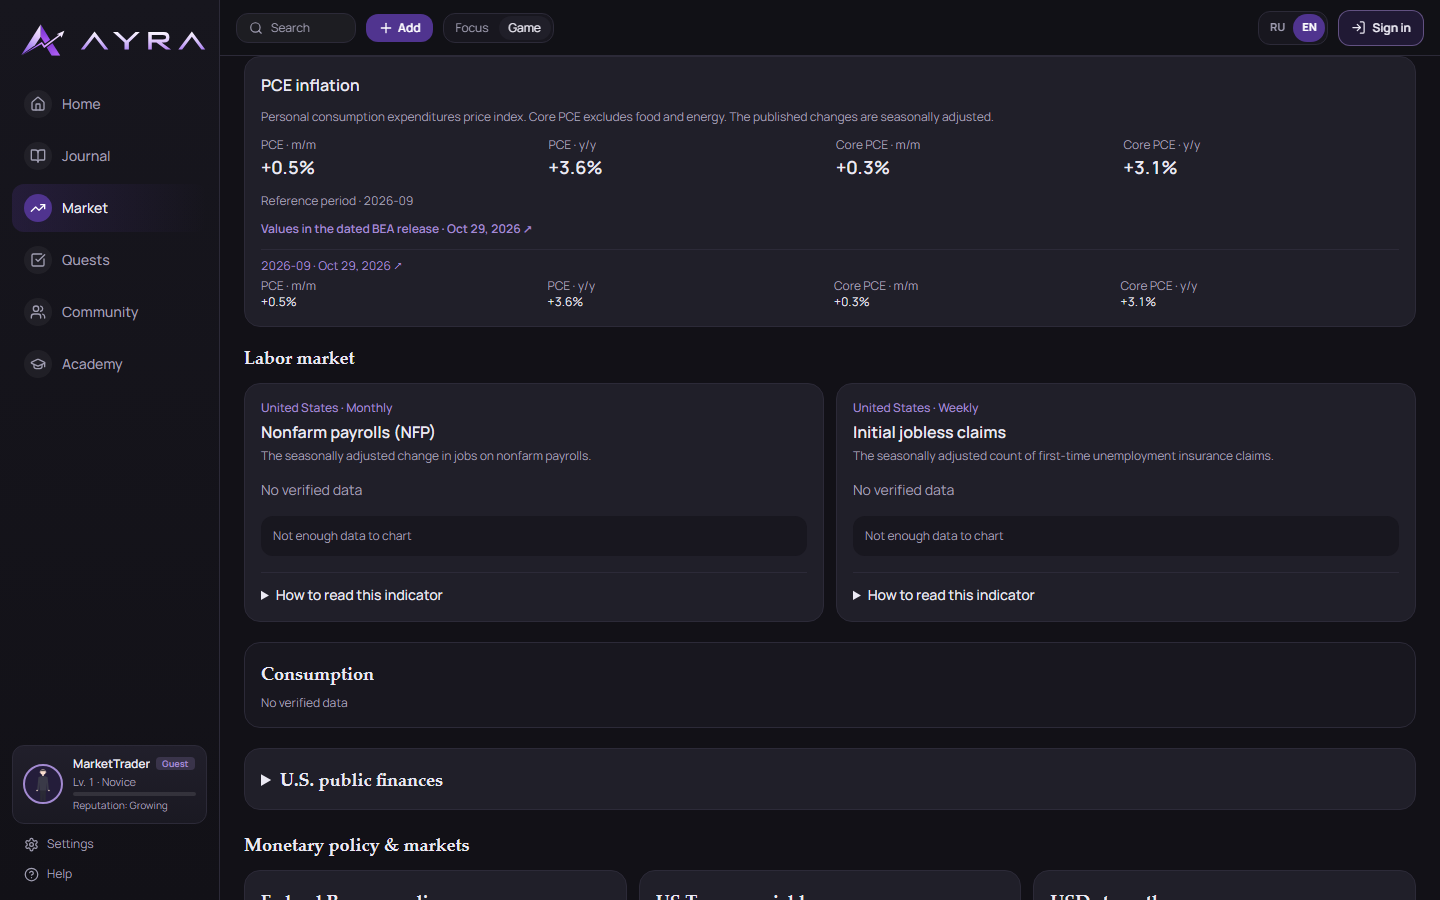 AYRA
Search
Add
Focus
Game
RU
EN
Sign in
Home
Journal
Market
Quests
Community
Academy
MarketTrader Guest
Lv. 1 · Novice
Reputation: Growing
Settings
Help
PCE inflation
Personal consumption expenditures price index. Core PCE excludes food and energy. The published changes are seasonally adjusted.
PCE · m/m
+0.5%
PCE · y/y
+3.6%
Core PCE · m/m
+0.3%
Core PCE · y/y
+3.1%
Reference period · 2026-09
Values in the dated BEA release · Oct 29, 2026 ↗
2026-09 · Oct 29, 2026 ↗
PCE · m/m
+0.5%
PCE · y/y
+3.6%
Core PCE · m/m
+0.3%
Core PCE · y/y
+3.1%
Labor market
United States · Monthly
Nonfarm payrolls (NFP)
The seasonally adjusted change in jobs on nonfarm payrolls.
No verified data
Not enough data to chart
How to read this indicator
United States · Weekly
Initial jobless claims
The seasonally adjusted count of first-time unemployment insurance claims.
No verified data
Not enough data to chart
How to read this indicator
Consumption
No verified data
U.S. public finances
Monetary policy & markets